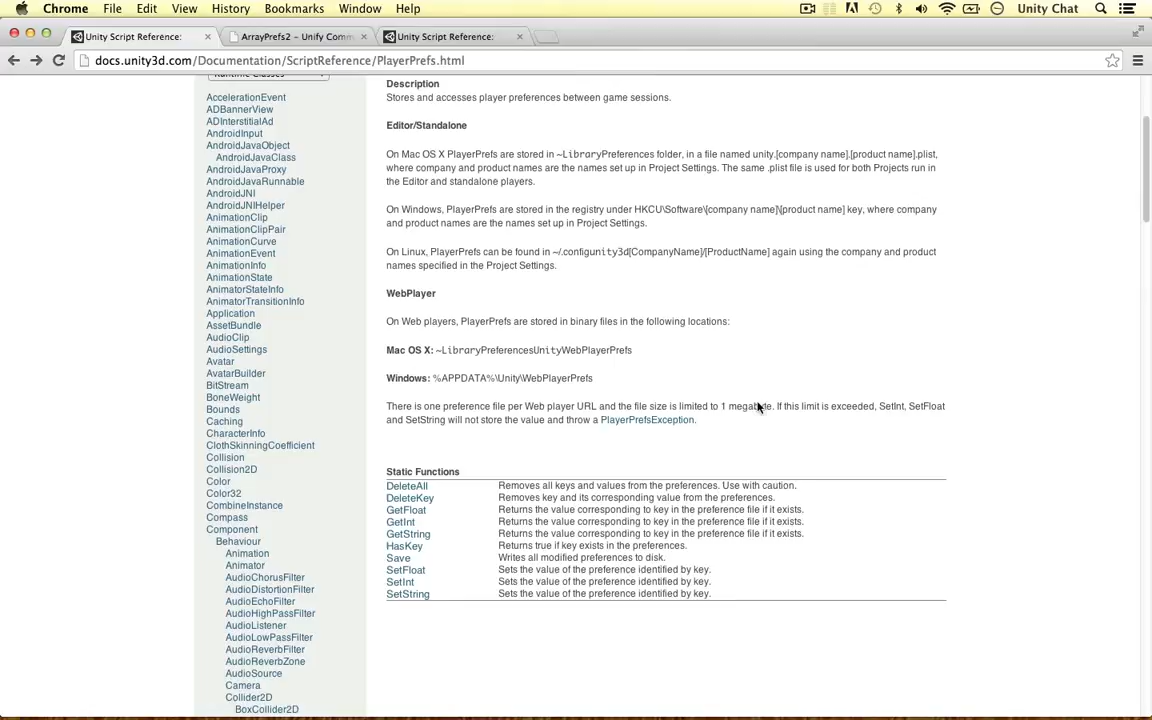 Chrome File Edit View History Bookmarks Window Help Unity Chat
Unity Script Reference: ArrayPrefs2 – Unify Comm Unity Script Reference:
docs.unity3d.com/Documentation/ScriptReference/PlayerPrefs.html
Runtime Classes
AccelerationEvent
ADBannerView
ADInterstitialAd
AndroidInput
AndroidJavaObject
AndroidJavaClass
AndroidJavaProxy
AndroidJavaRunnable
AndroidJNI
AndroidJNIHelper
AnimationClip
AnimationClipPair
AnimationCurve
AnimationEvent
AnimationInfo
AnimationState
AnimatorStateInfo
AnimatorTransitionInfo
Application
AssetBundle
AudioClip
AudioSettings
Avatar
AvatarBuilder
BitStream
BoneWeight
Bounds
Caching
CharacterInfo
ClothSkinningCoefficient
Collision
Collision2D
Color
Color32
CombineInstance
Compass
Component
Behaviour
Animation
Animator
AudioChorusFilter
AudioDistortionFilter
AudioEchoFilter
AudioHighPassFilter
AudioListener
AudioLowPassFilter
AudioReverbFilter
AudioReverbZone
AudioSource
Camera
Collider2D
BoxCollider2D
Description
Stores and accesses player preferences between game sessions.
Editor/Standalone
On Mac OS X PlayerPrefs are stored in ~LibraryPreferences folder, in a file named unity.[company name].[product name].plist,
where company and product names are the names set up in Project Settings. The same .plist file is used for both Projects run in
the Editor and standalone players.
On Windows, PlayerPrefs are stored in the registry under HKCU\Software\[company name]\[product name] key, where company
and product names are the names set up in Project Settings.
On Linux, PlayerPrefs can be found in ~/.configunity3d[CompanyName]/[ProductName] again using the company and product
names specified in the Project Settings.
WebPlayer
On Web players, PlayerPrefs are stored in binary files in the following locations:
Mac OS X: ~LibraryPreferencesUnityWebPlayerPrefs
Windows: %APPDATA%\Unity\WebPlayerPrefs
There is one preference file per Web player URL and the file size is limited to 1 megabyte. If this limit is exceeded, SetInt, SetFloat
and SetString will not store the value and throw a PlayerPrefsException.
Static Functions
DeleteAll Removes all keys and values from the preferences. Use with caution.
DeleteKey Removes key and its corresponding value from the preferences.
GetFloat Returns the value corresponding to key in the preference file if it exists.
GetInt Returns the value corresponding to key in the preference file if it exists.
GetString Returns the value corresponding to key in the preference file if it exists.
HasKey Returns true if key exists in the preferences.
Save Writes all modified preferences to disk.
SetFloat Sets the value of the preference identified by key.
SetInt Sets the value of the preference identified by key.
SetString Sets the value of the preference identified by key.